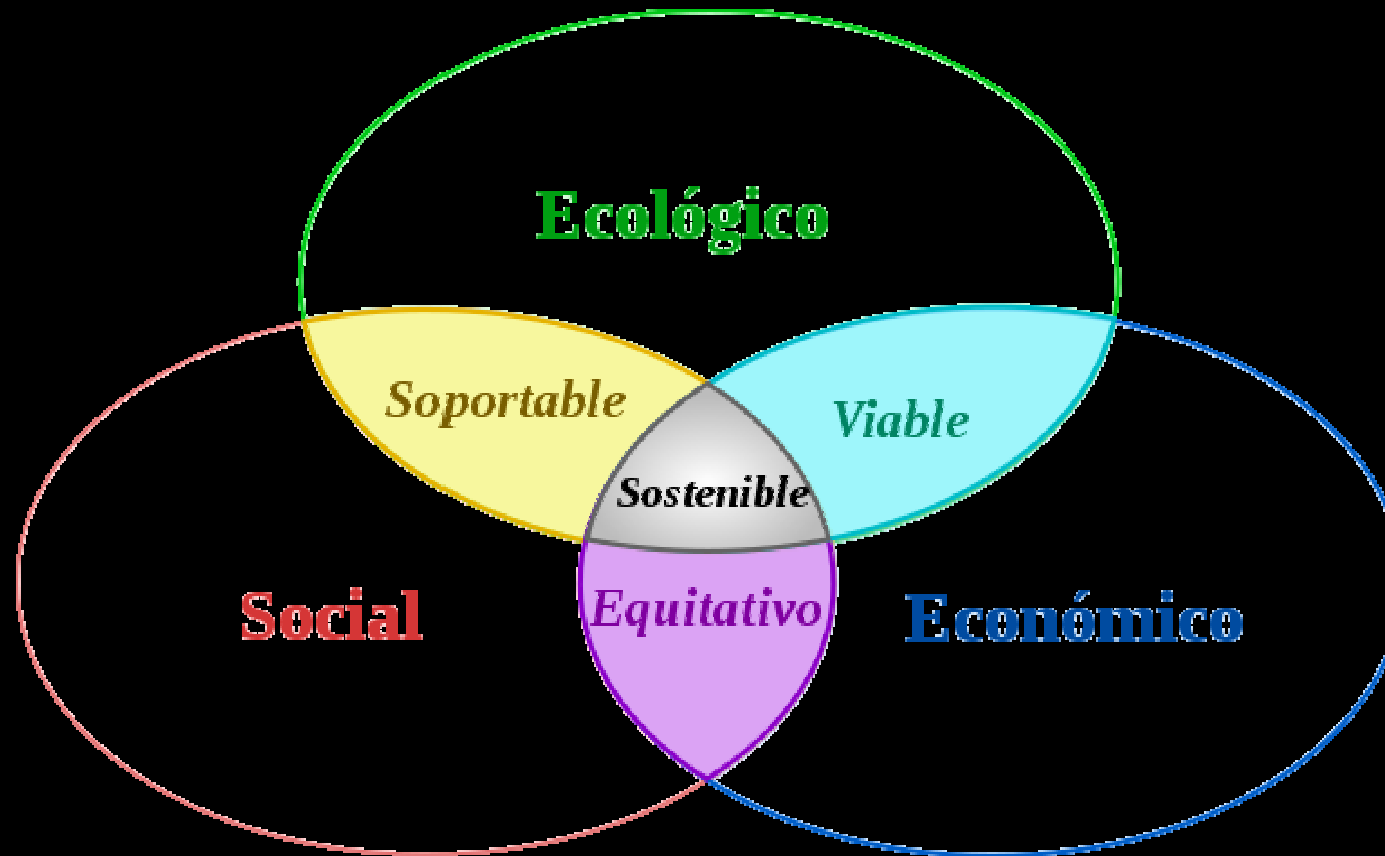 Ecológico
Soportable
Viable
Sostenible
Social
Equitativo
Económico